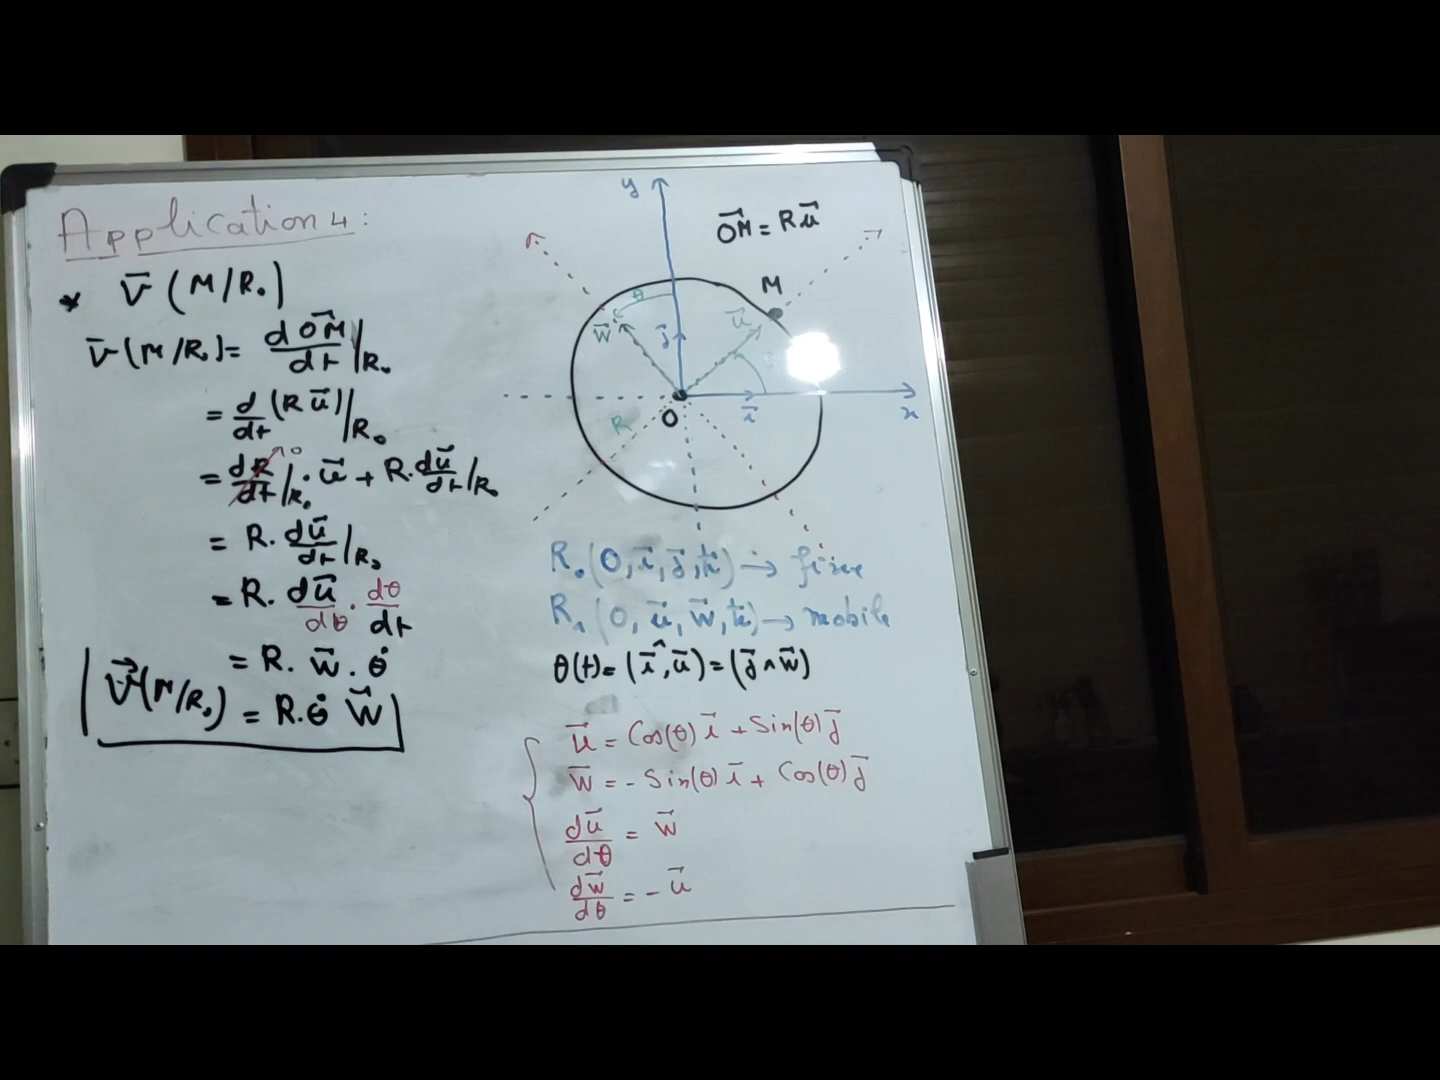 Application 4 :
* V⃗ (M/R₀)
V⃗ (M/R₀) = dOM⃗/dt |R₀
= d/dt (R u⃗) |R₀
= dR/dt |R₀ · u⃗ + R · du⃗/dt |R₀
0
= R · du⃗/dt |R₀
= R · du⃗/dθ · dθ/dt
= R · w⃗ · θ̇
V⃗ (M/R₀) = R · θ̇ w⃗
y
OM⃗ = R u⃗
M
θ
w⃗
j⃗
u⃗
O
i⃗
x
R
R₀ (O, i⃗, j⃗, k⃗) → fixe
R₁ (O, u⃗, w⃗, k⃗) → mobile
θ(t) = (i⃗ ^, u⃗) = (j⃗ ∧ w⃗)
u⃗ = Cos(θ) i⃗ + Sin(θ) j⃗
w⃗ = - Sin(θ) i⃗ + Cos(θ) j⃗
du⃗/dθ = w⃗
dw⃗/dθ = - u⃗